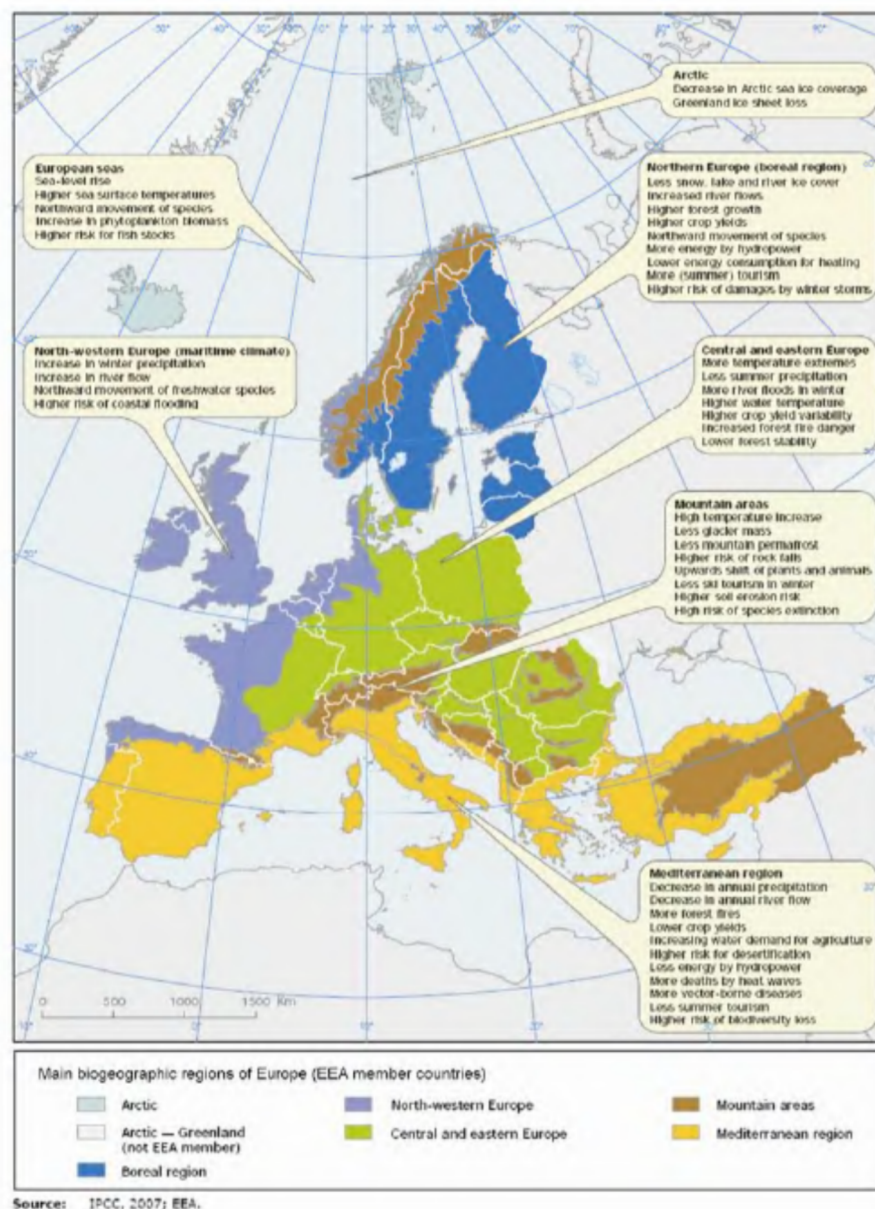 Arctic
Decrease in Arctic sea ice coverage
Greenland ice sheet loss
European seas
Sea-level rise
Higher sea surface temperatures
Northward movement of species
Increase in phytoplankton biomass
Higher risk for fish stocks
Northern Europe (boreal region)
Less snow, lake and river ice cover
Increased river flows
Higher forest growth
Higher crop yields
Northward movement of species
More energy by hydropower
Lower energy consumption for heating
More (summer) tourism
Higher risk of damages by winter storms
North-western Europe (maritime climate)
Increase in winter precipitation
Increase in river flow
Northward movement of freshwater species
Higher risk of coastal flooding
Central and eastern Europe
More temperature extremes
Less summer precipitation
More river floods in winter
Higher water temperature
Higher crop yield variability
Increased forest fire danger
Lower forest stability
Mountain areas
High temperature increase
Less glacier mass
Less mountain permafrost
Higher risk of rock falls
Upwards shift of plants and animals
Less ski tourism in winter
Higher soil erosion risk
High risk of species extinction
Mediterranean region
Decrease in annual precipitation
Decrease in annual river flow
More forest fires
Lower crop yields
Increasing water demand for agriculture
Higher risk for desertification
Less energy by hydropower
More deaths by heat waves
More vector-borne diseases
Less summer tourism
Higher risk of biodiversity loss
0 500 1000 1500 Km
Main biogeographic regions of Europe (EEA member countries)
Arctic
Arctic — Greenland
(not EEA member)
Boreal region
North-western Europe
Central and eastern Europe
Mountain areas
Mediterranean region
Source: IPCC, 2007; EEA.